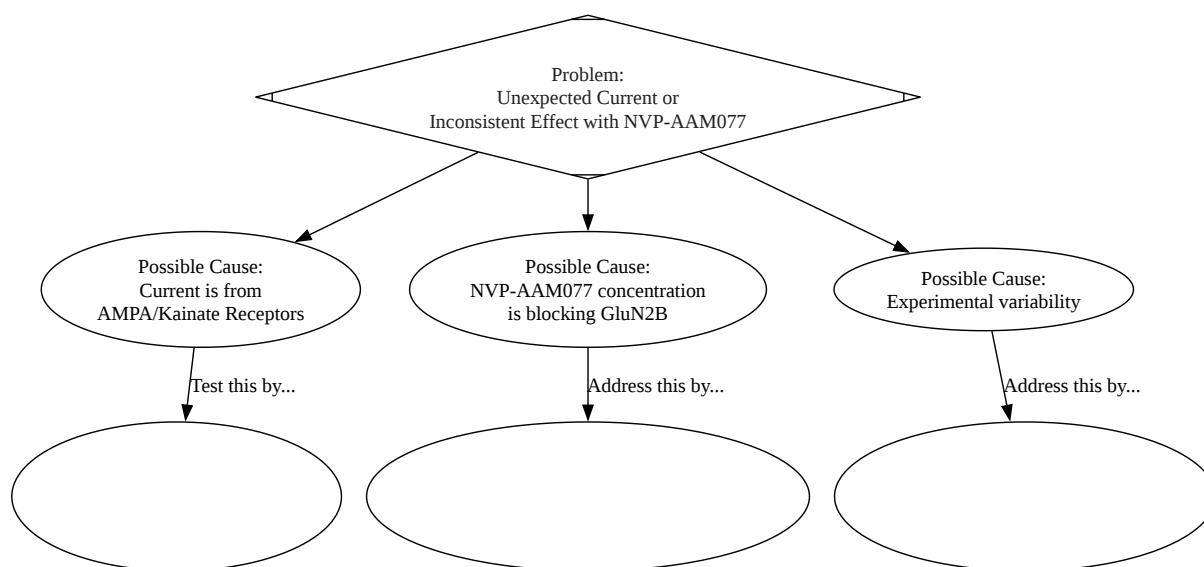 Problem:
Unexpected Current or
Inconsistent Effect with NVP-AAM077
Possible Cause:
Current is from
AMPA/Kainate Receptors
Possible Cause:
NVP-AAM077 concentration
is blocking GluN2B
Possible Cause:
Experimental variability
Test this by...
Address this by...
Address this by...